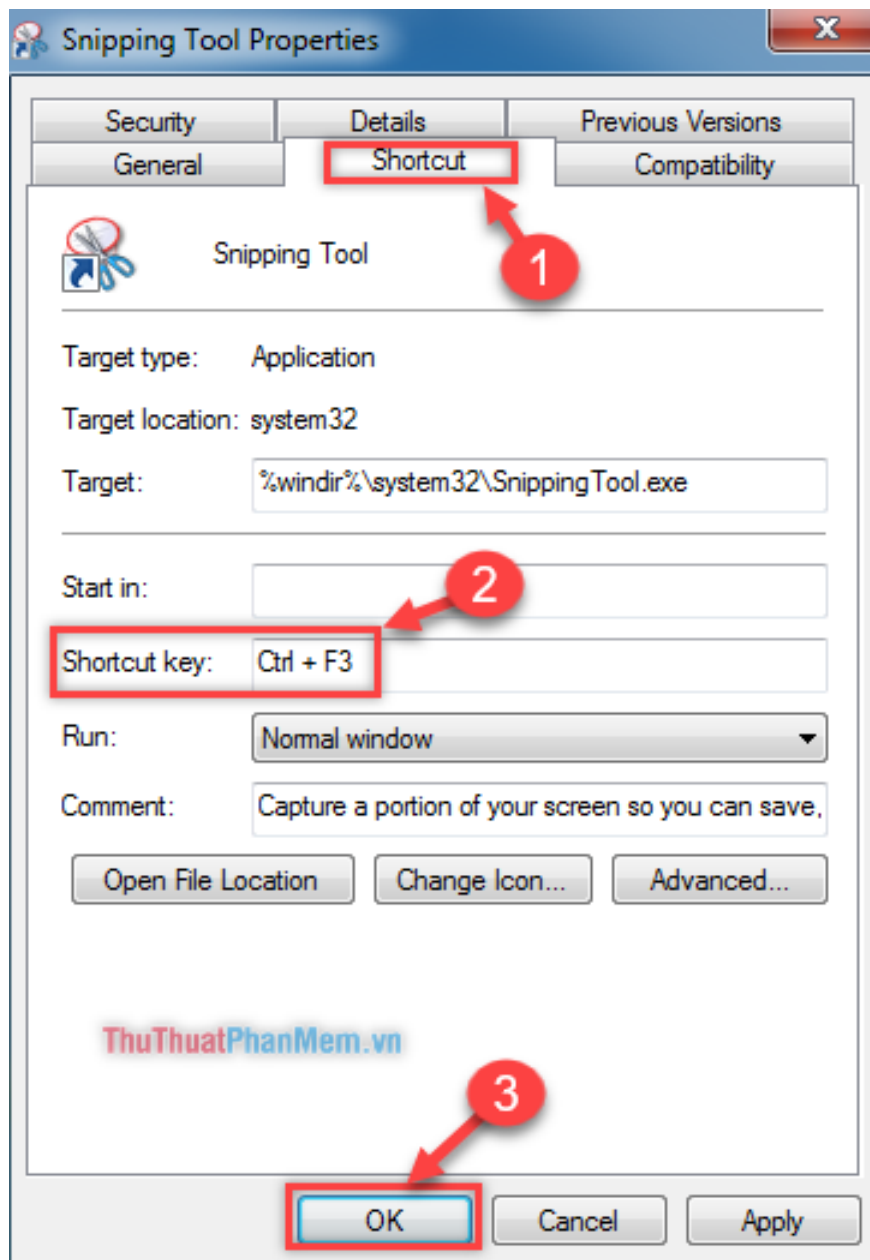 Snipping Tool Properties
x
Security Details Previous Versions
General Shortcut Compatibility
1
Snipping Tool
Target type: Application
Target location: system32
Target: %windir%\system32\SnippingTool.exe
2
Start in:
Shortcut key: Ctrl + F3
Run: Normal window
Comment: Capture a portion of your screen so you can save,
Open File Location Change Icon... Advanced...
ThuThuatPhanMem.vn
3
OK Cancel Apply